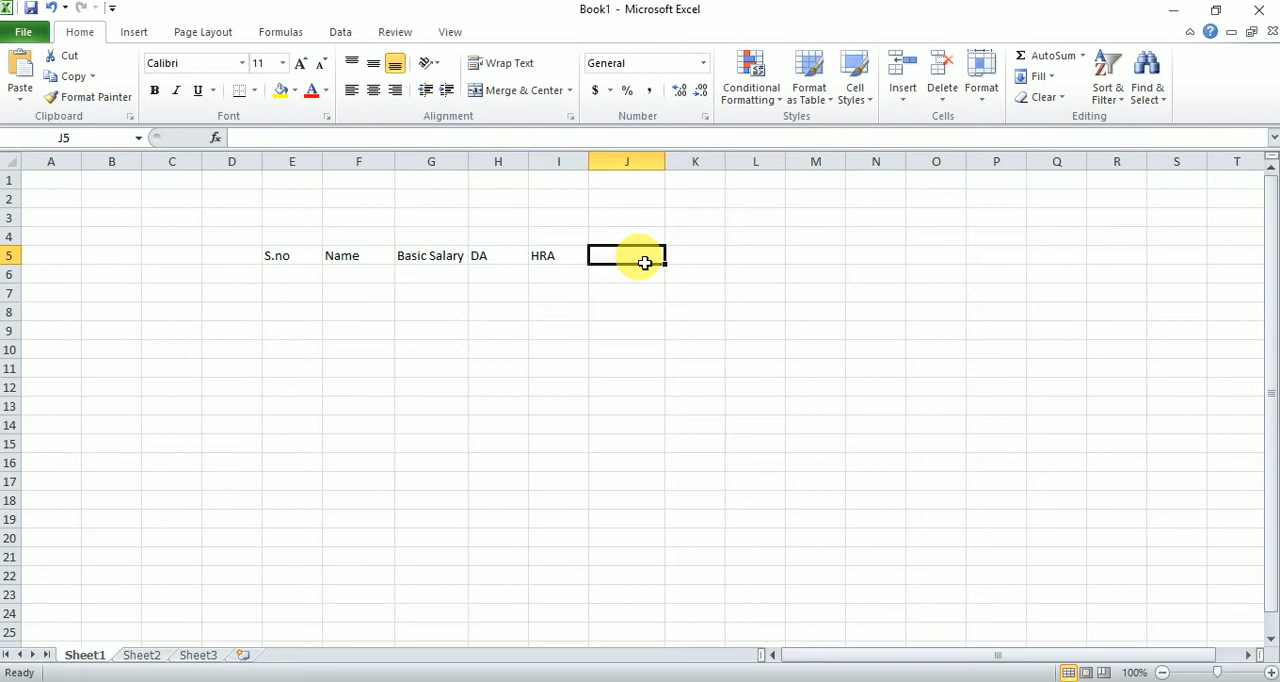 Book1 - Microsoft Excel
File Home Insert Page Layout Formulas Data Review View
Cut
Copy
Format Painter
Paste
Clipboard
Calibri 11
B I U
Font
Wrap Text
Merge & Center
Alignment
General
$ % ,
Number
Conditional Formatting
Format as Table
Cell Styles
Styles
Insert Delete Format
Cells
AutoSum
Fill
Clear
Sort & Filter
Find & Select
Editing
J5 fx
A B C D E F G H I J K L M N O P Q R S T
1
2
3
4
5 S.no Name Basic Salary DA HRA
6
7
8
9
10
11
12
13
14
15
16
17
18
19
20
21
22
23
24
25
Sheet1 Sheet2 Sheet3
Ready 100%